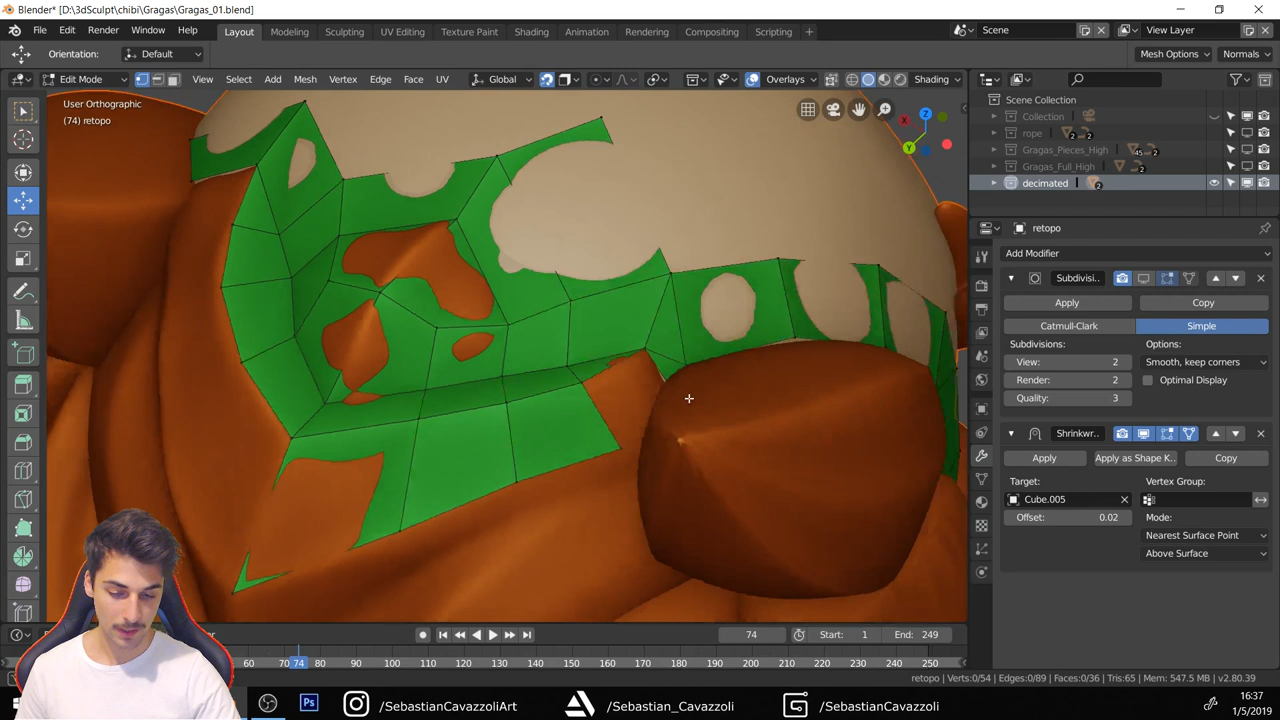 Blender* [D:\3dSculpt\chibi\Gragas\Gragas_01.blend]
File Edit Render Window Help
Layout Modeling Sculpting UV Editing Texture Paint Shading Animation Rendering Compositing Scripting +
Scene View Layer
Orientation: Default Mesh Options Normals
Edit Mode View Select Add Mesh Vertex Edge Face UV Global Overlays Shading
User Orthographic
(74) retopo
X Y Z
Scene Collection
Collection
rope 2 2
Gragas_Pieces_High 45 2
Gragas_Full_High 2
decimated 2
retopo
Add Modifier
Subdivisi..
Apply Copy
Catmull-Clark Simple
Subdivisions: Options:
View: 2 Smooth, keep corners
Render: 2 Optimal Display
Quality: 3
Shrinkwr..
Apply Apply as Shape K.. Copy
Target: Vertex Group:
Cube.005
Offset: 0.02 Mode:
Nearest Surface Point
Above Surface
74 Start: 1 End: 249
60 70 74 80 90 100 110 120 130 140 150 160 170 180 190 200 210 220 230 240 250
retopo | Verts:0/54 | Edges:0/89 | Faces:0/36 | Tris:65 | Mem: 547.5 MB | v2.80.39
Ps /SebastianCavazzoliArt /Sebastian_Cavazzoli /SebastianCavazzoli
16:37
1/5/2019